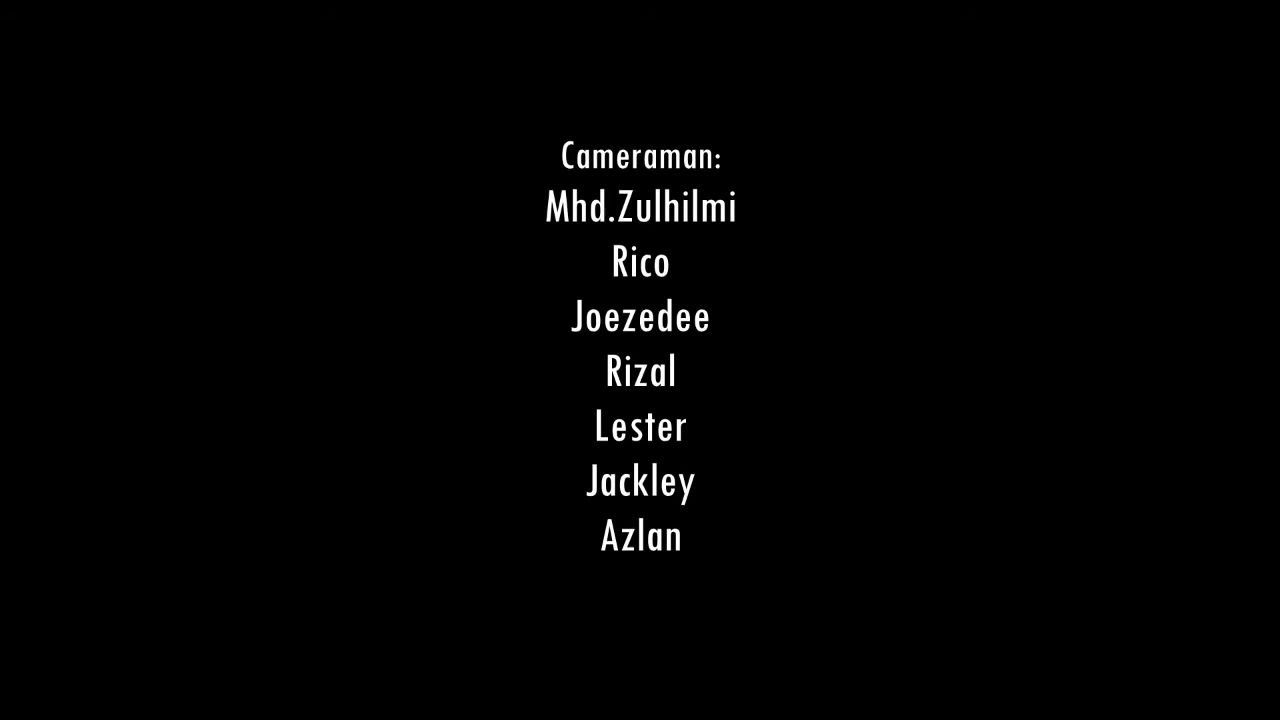 Cameraman:
Mhd.Zulhilmi
Rico
Joezedee
Rizal
Lester
Jackley
Azlan